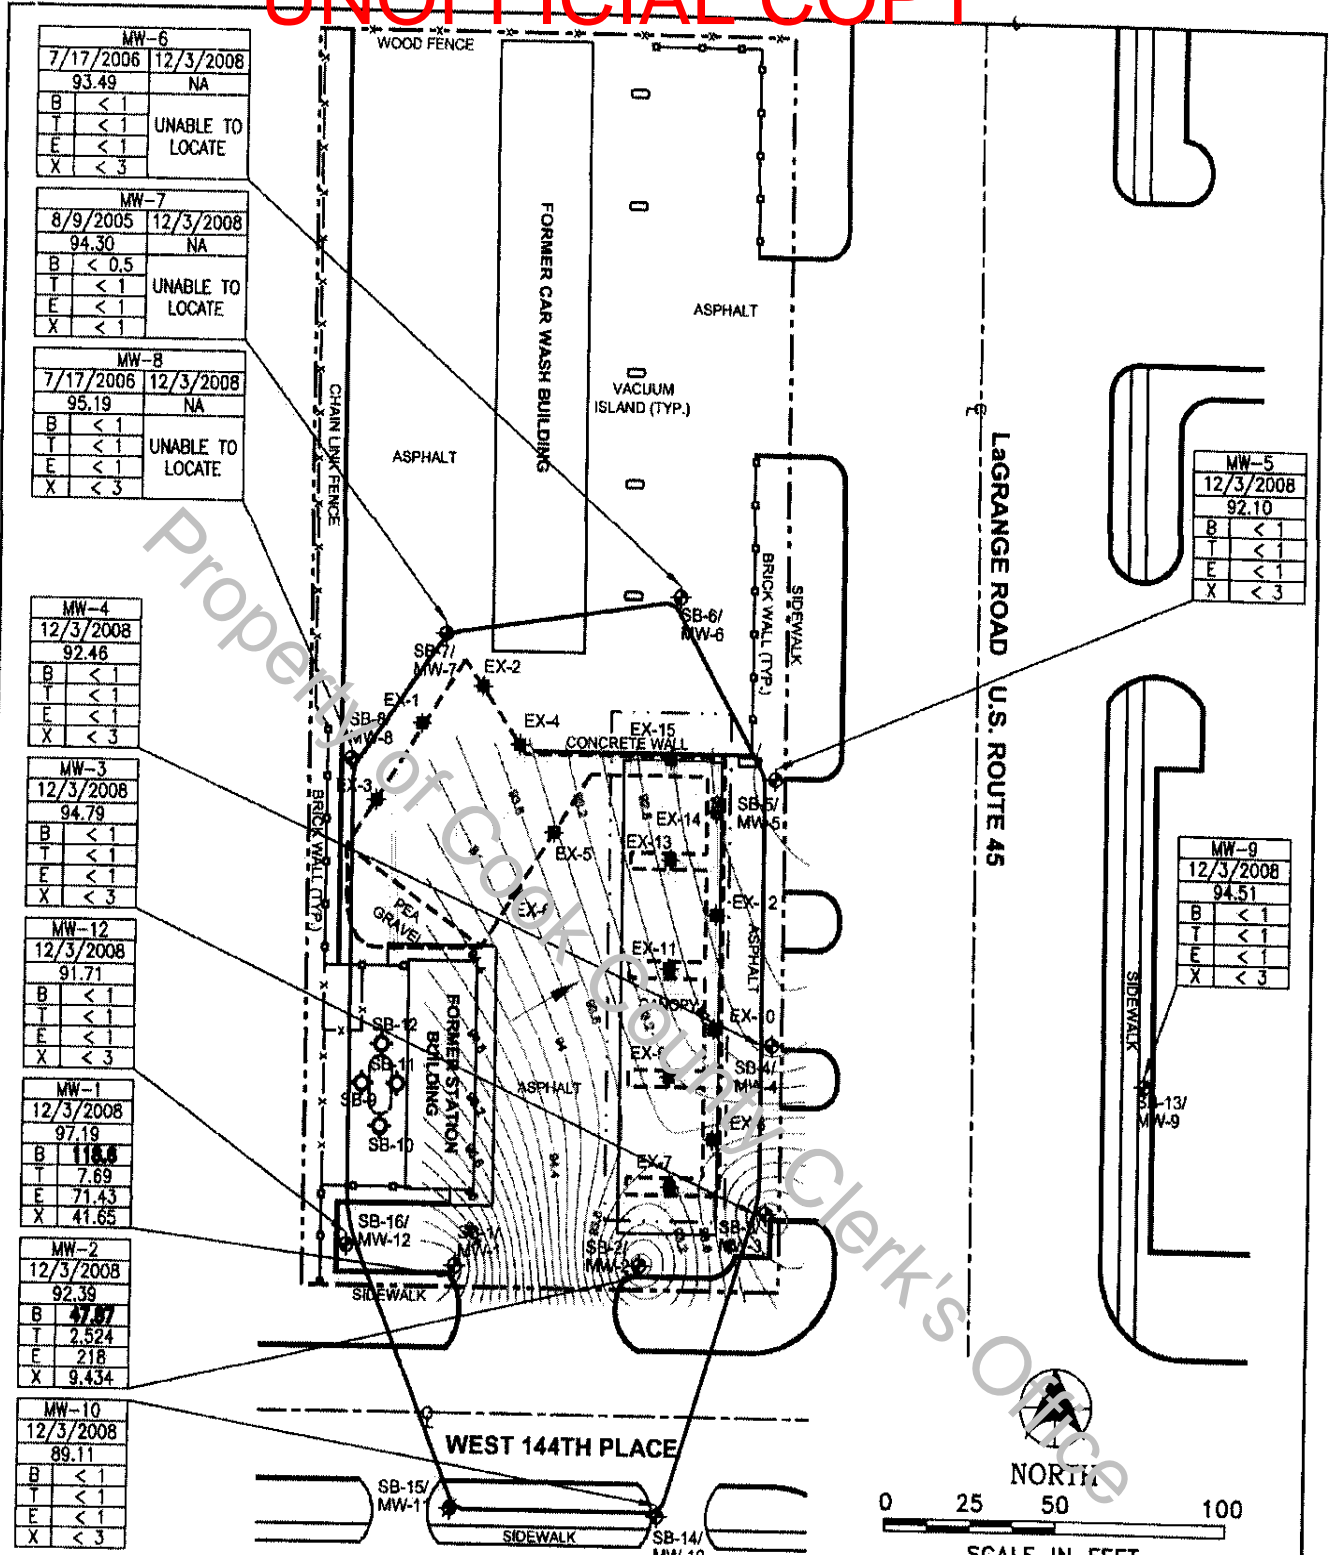 UNOFFICIAL COPY
MW-6
7/17/2006 12/3/2008
93.49 NA
B < 1
T < 1
E < 1
X < 3
UNABLE TO
LOCATE
MW-7
8/9/2005 12/3/2008
94.30 NA
B < 0.5
T < 1
E < 1
X < 1
UNABLE TO
LOCATE
MW-8
7/17/2006 12/3/2008
95.19 NA
B < 1
T < 1
E < 1
X < 3
UNABLE TO
LOCATE
MW-4
12/3/2008
92.46
B < 1
T < 1
E < 1
X < 3
MW-3
12/3/2008
94.79
B < 1
T < 1
E < 1
X < 3
MW-12
12/3/2008
91.71
B < 1
T < 1
E < 1
X < 3
MW-1
12/3/2008
97.19
B 118.6
T 7.69
E 71.43
X 41.65
MW-2
12/3/2008
92.39
B 47.87
T 2.524
E 218
X 9.434
MW-10
12/3/2008
89.11
B < 1
T < 1
E < 1
X < 3
MW-5
12/3/2008
92.10
B < 1
T < 1
E < 1
X < 3
MW-9
12/3/2008
94.51
B < 1
T < 1
E < 1
X < 3
WOOD FENCE
FORMER CAR WASH BUILDING
ASPHALT
VACUUM
ISLAND (TYP.)
ASPHALT
CHAIN LINK FENCE
LaGRANGE ROAD U.S. ROUTE 45
BRICK WALL (TYP.)
SIDEWALK
SB-6/
MW-6
SB-7/
MW-7
EX-2
EX-1
SB-8/
MW-8
EX-4
EX-15
CONCRETE WALL
EX-3
BRICK WALL (TYP.)
SB-5/
MW-5
EX-14
EX-13
EX-5
PEA
GRAVEL
EX-11
ASPHALT
CANOPY
EX-10
SB-4/
MW-4
FORMER STATION
BUILDING
SB-12
SB-11
SB-9
SB-10
ASPHALT
94
94.4
EX-7
SIDEWALK
SB-13/
MW-9
SB-16/
MW-12
SB-1/
MW-1
SB-2/
MW-2
SIDEWALK
WEST 144TH PLACE
SB-15/
MW-11
SIDEWALK
SB-14/
MW-10
NORTH
0 25 50 100
SCALE IN FEET
Property of Cook County Clerk's Office